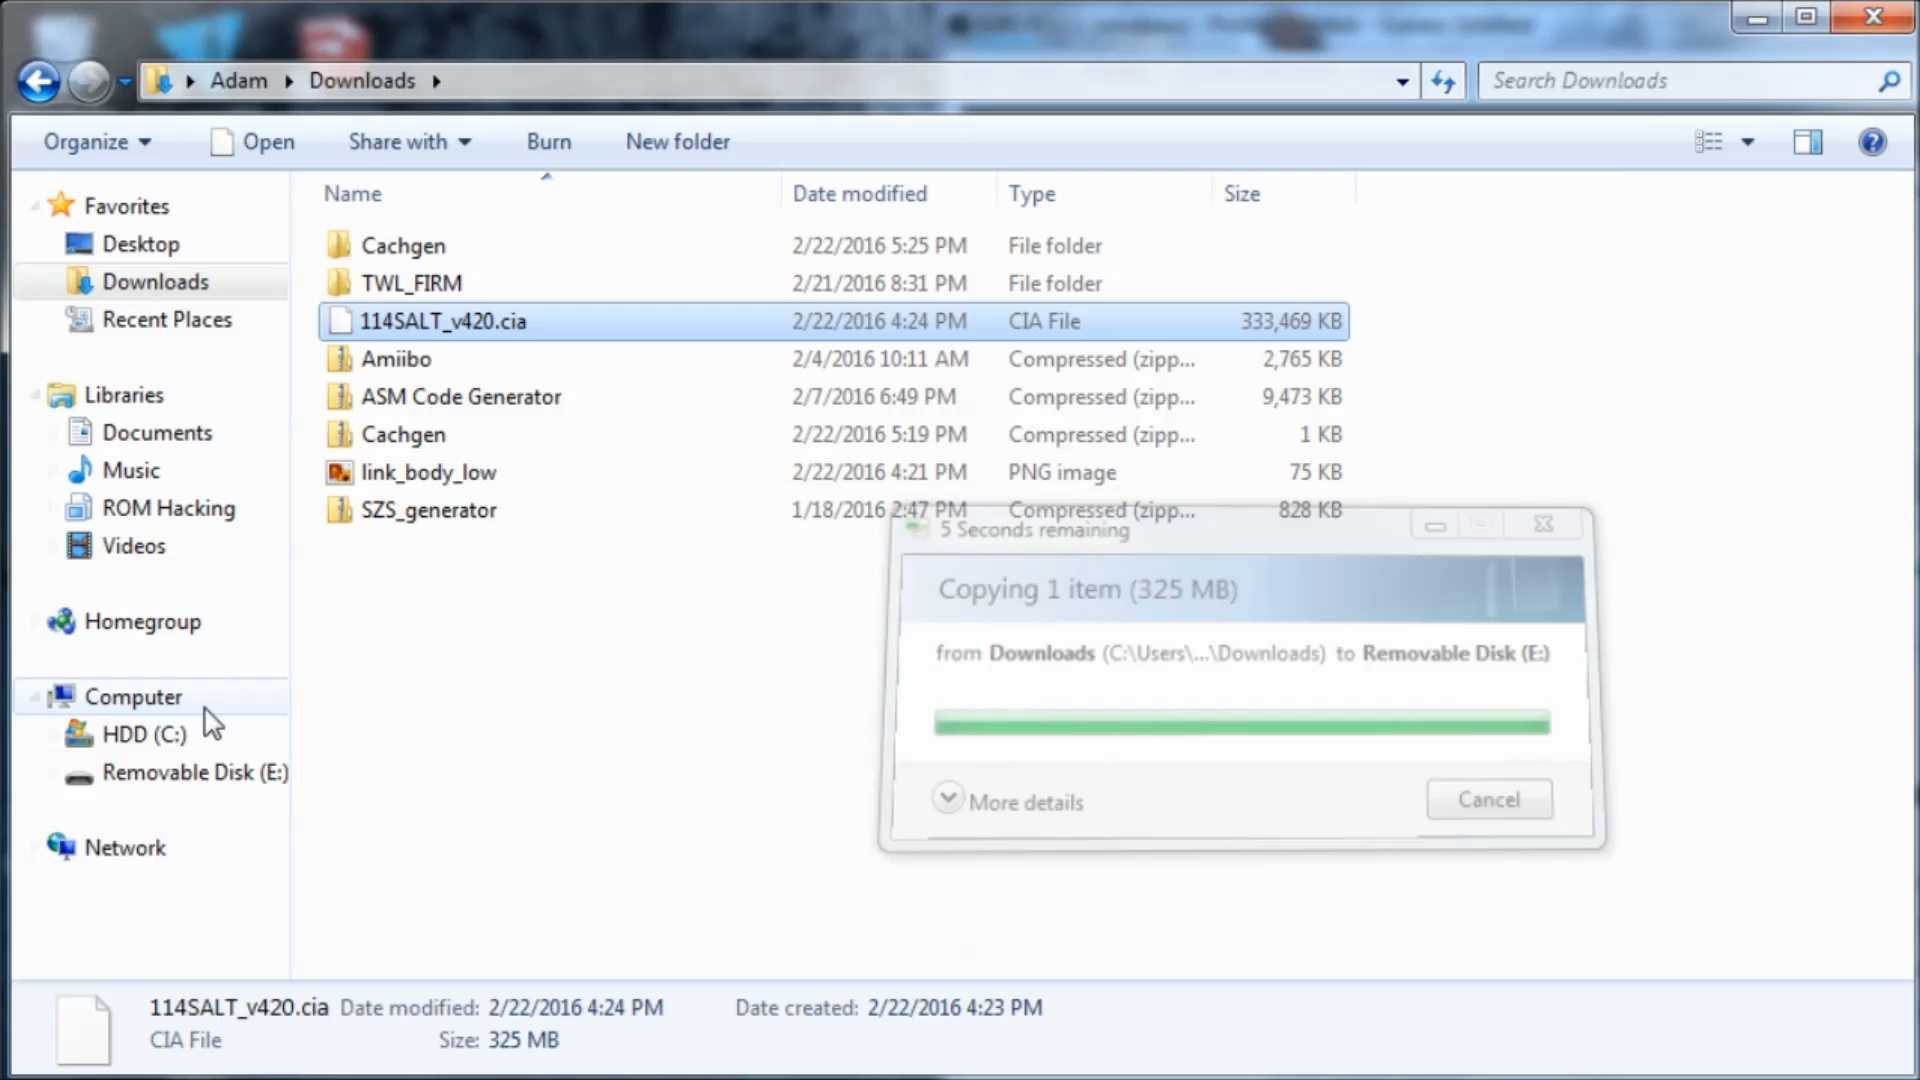 Adam Downloads
Search Downloads
Organize Open Share with Burn New folder
Name Date modified Type Size
Favorites
Desktop
Downloads
Recent Places
Libraries
Documents
Music
ROM Hacking
Videos
Homegroup
Computer
HDD (C:)
Removable Disk (E:)
Network
Cachgen 2/22/2016 5:25 PM File folder
TWL_FIRM 2/21/2016 8:31 PM File folder
114SALT_v420.cia 2/22/2016 4:24 PM CIA File 333,469 KB
Amiibo 2/4/2016 10:11 AM Compressed (zipp... 2,765 KB
ASM Code Generator 2/7/2016 6:49 PM Compressed (zipp... 9,473 KB
Cachgen 2/22/2016 5:19 PM Compressed (zipp... 1 KB
link_body_low 2/22/2016 4:21 PM PNG image 75 KB
SZS_generator 1/18/2016 2:47 PM Compressed (zipp... 828 KB
5 Seconds remaining
Copying 1 item (325 MB)
from Downloads (C:\Users\...\Downloads) to Removable Disk (E:)
More details
Cancel
114SALT_v420.cia Date modified: 2/22/2016 4:24 PM Date created: 2/22/2016 4:23 PM
CIA File Size: 325 MB